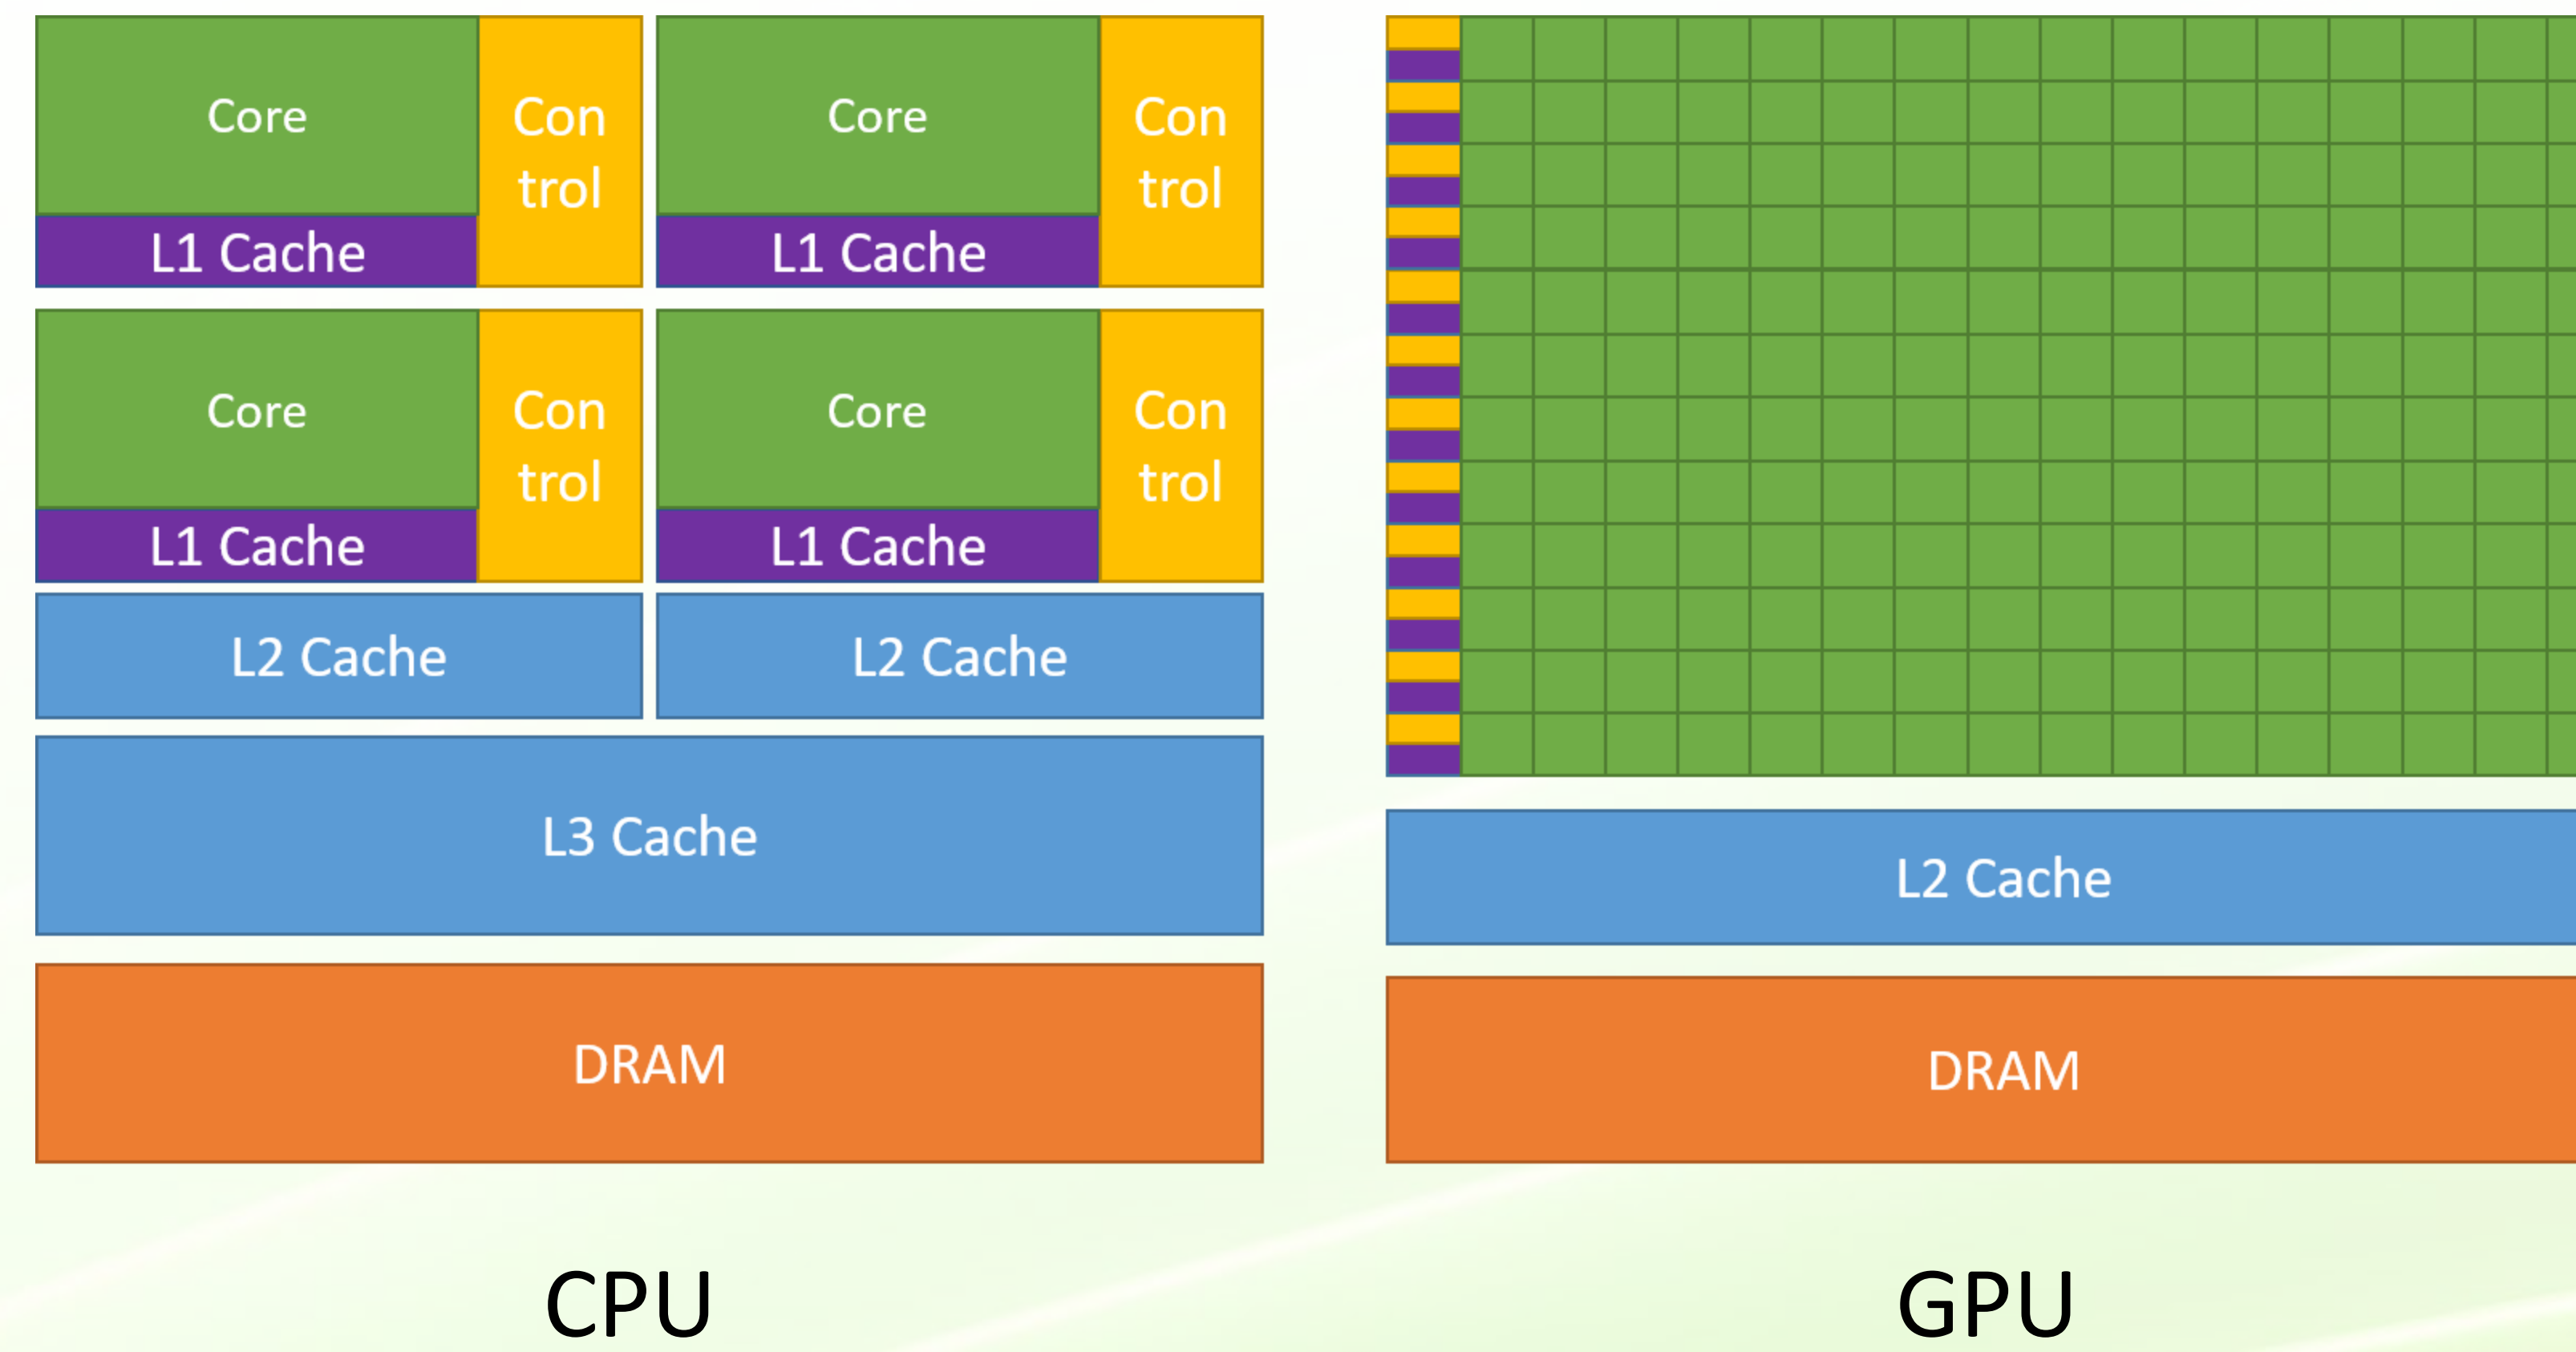 Core
Con
trol
Core
Con
trol
L1 Cache
L1 Cache
Core
Con
trol
Core
Con
trol
L1 Cache
L1 Cache
L2 Cache
L2 Cache
L3 Cache
DRAM
CPU
L2 Cache
DRAM
GPU